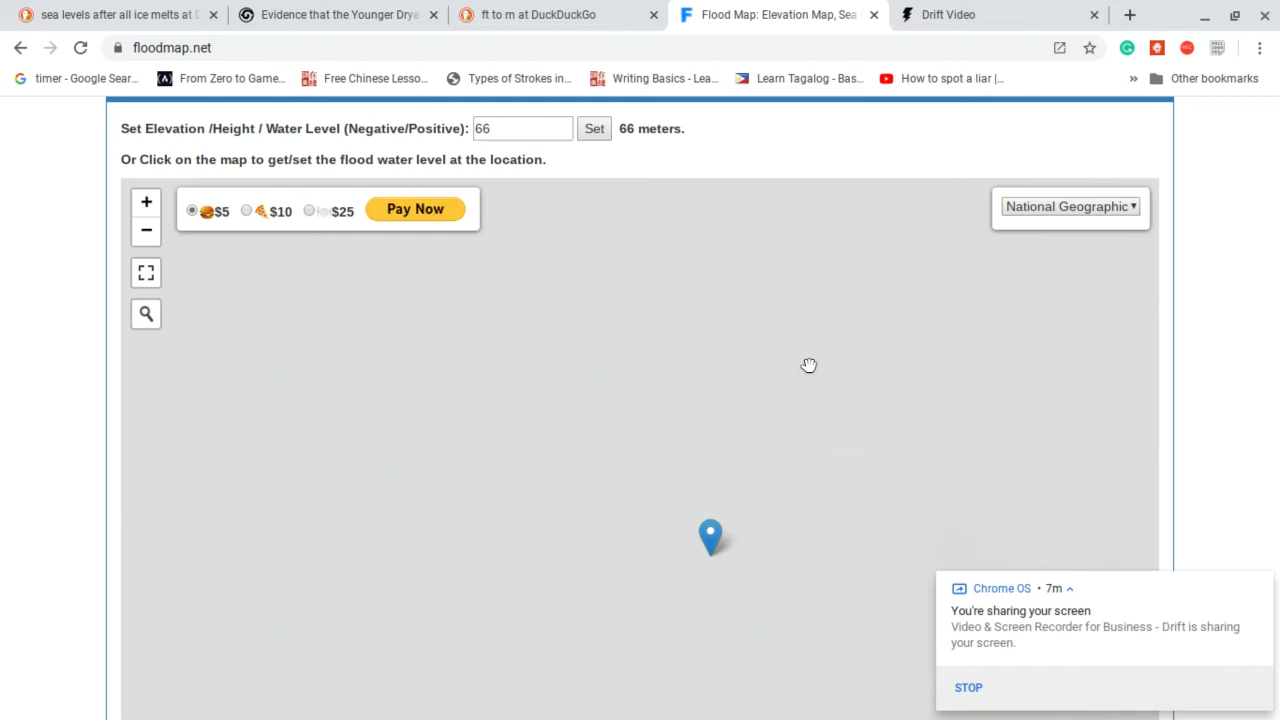 sea levels after all ice melts at D
Evidence that the Younger Drya
ft to m at DuckDuckGo
Flood Map: Elevation Map, Sea
Drift Video
floodmap.net
timer - Google Sear...
From Zero to Game...
Free Chinese Lesso...
Types of Strokes in...
Writing Basics - Lea...
Learn Tagalog - Bas...
How to spot a liar |...
» Other bookmarks
Set Elevation /Height / Water Level (Negative/Positive): 66 Set 66 meters.
Or Click on the map to get/set the flood water level at the location.
+
−
$5 $10 $25 Pay Now
National Geographic
Chrome OS • 7m
You're sharing your screen
Video & Screen Recorder for Business - Drift is sharing
your screen.
STOP